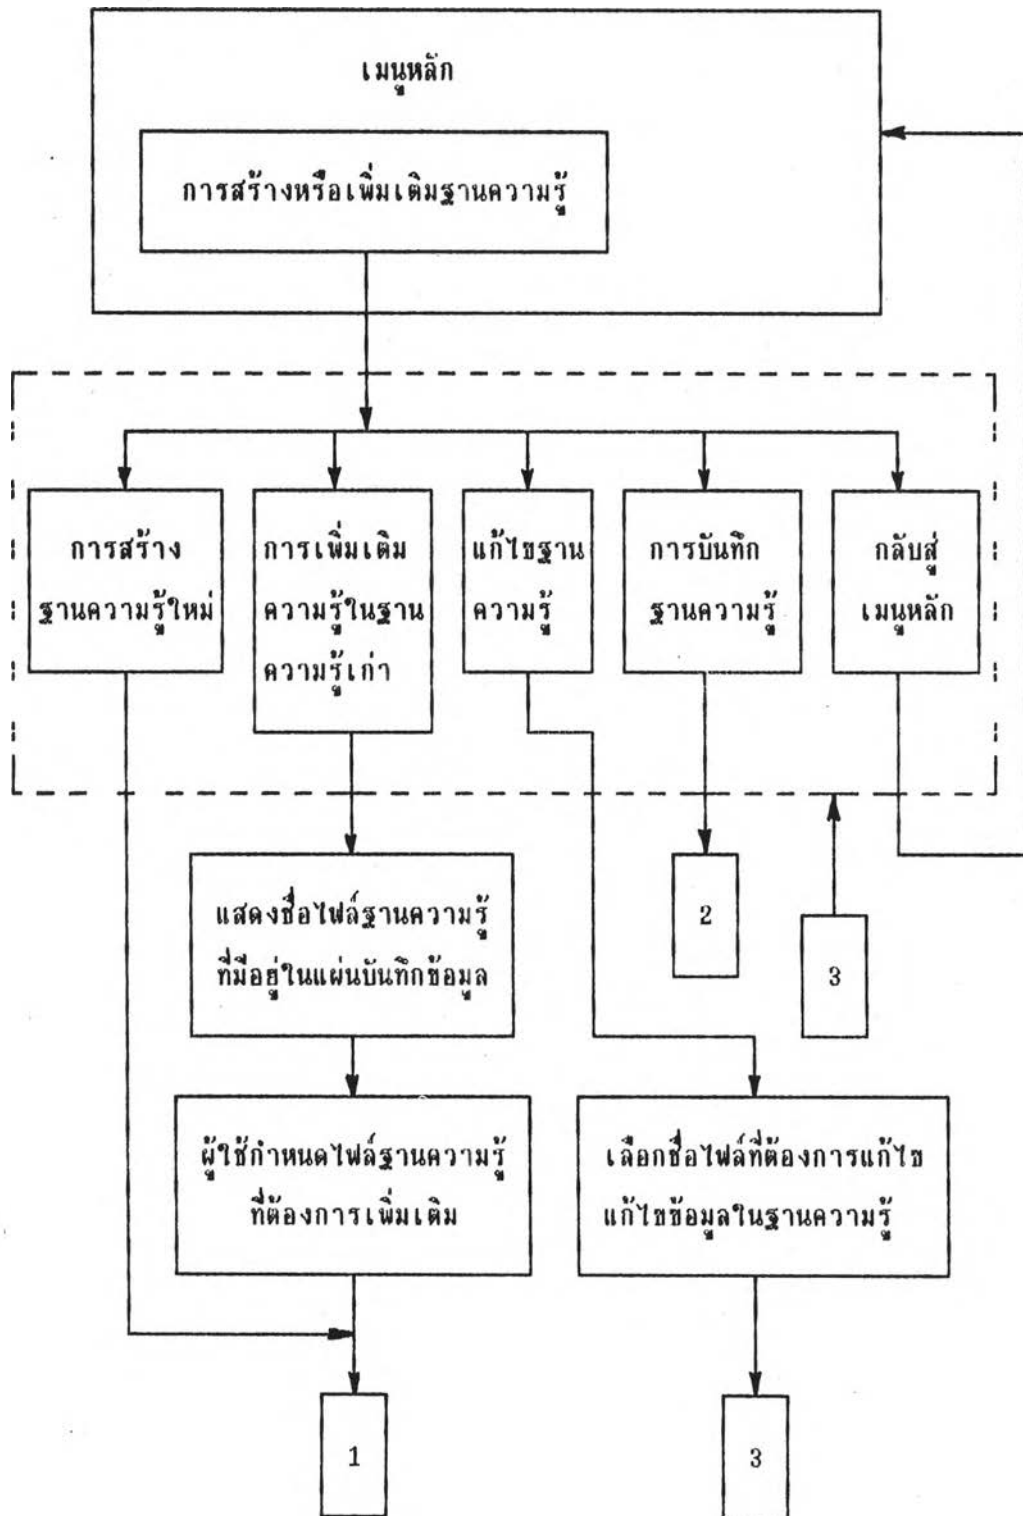 เมนูหลัก
การสร้างหรือเพิ่มเติมฐานความรู้
การสร้าง
ฐานความรู้ใหม่
การเพิ่มเติม
ความรู้ในฐาน
ความรู้เก่า
แก้ไขฐาน
ความรู้
การบันทึก
ฐานความรู้
กลับสู่
เมนูหลัก
แสดงชื่อไฟล์ฐานความรู้
ที่มีอยู่ในแผ่นบันทึกข้อมูล
2
3
ผู้ใช้กำหนดไฟล์ฐานความรู้
ที่ต้องการเพิ่มเติม
เลือกชื่อไฟล์ที่ต้องการแก้ไข
แก้ไขข้อมูลในฐานความรู้
1
3